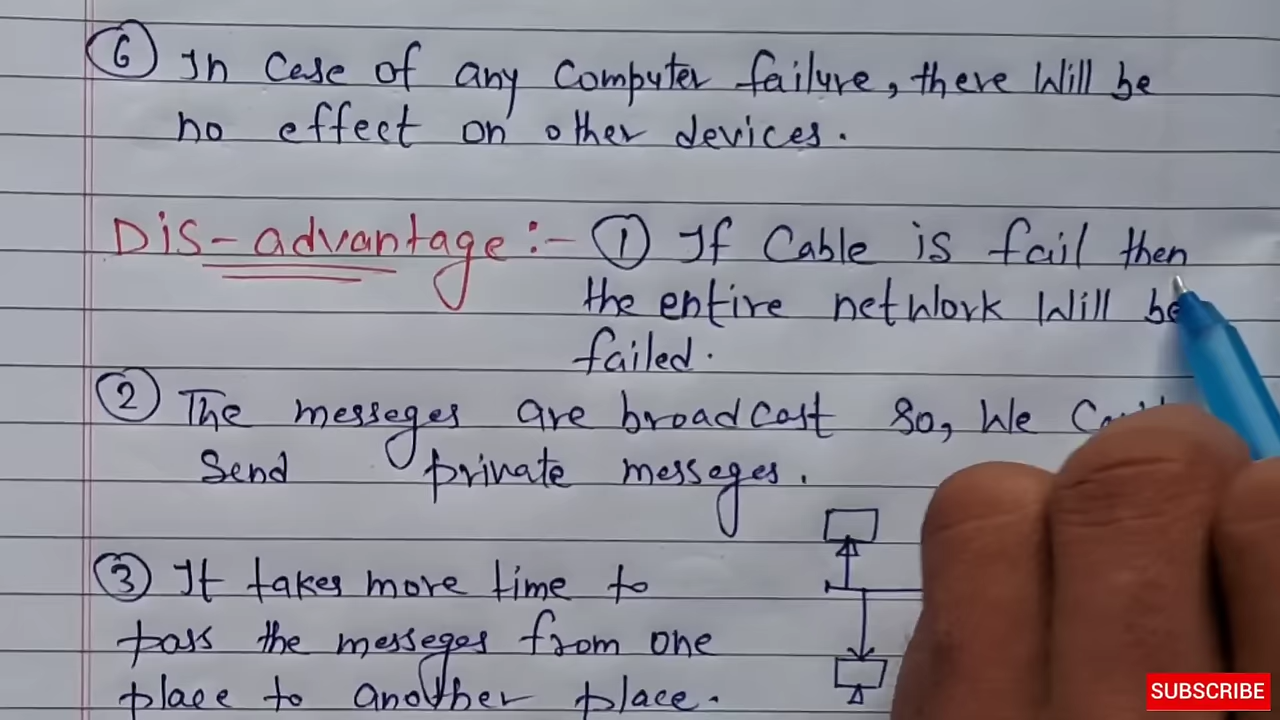 6 In Case of any Computer failure, there Will be
no effect on other devices.
Dis-advantage :- 1 If Cable is fail then
the entire network Will be
failed.
2 The messeges are broadcast so, We
Send private messeges.
3 It takes more time to
pass the messeges from one
place to another place.
SUBSCRIBE